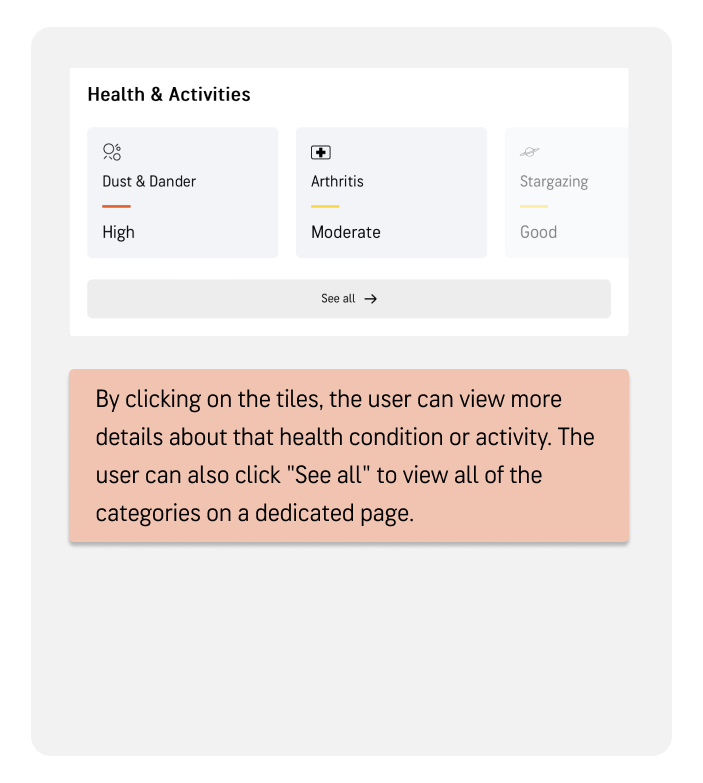 Health & Activities
Dust & Dander
High
Arthritis
Moderate
Stargazing
Good
See all →
By clicking on the tiles, the user can view more
details about that health condition or activity. The
user can also click "See all" to view all of the
categories on a dedicated page.